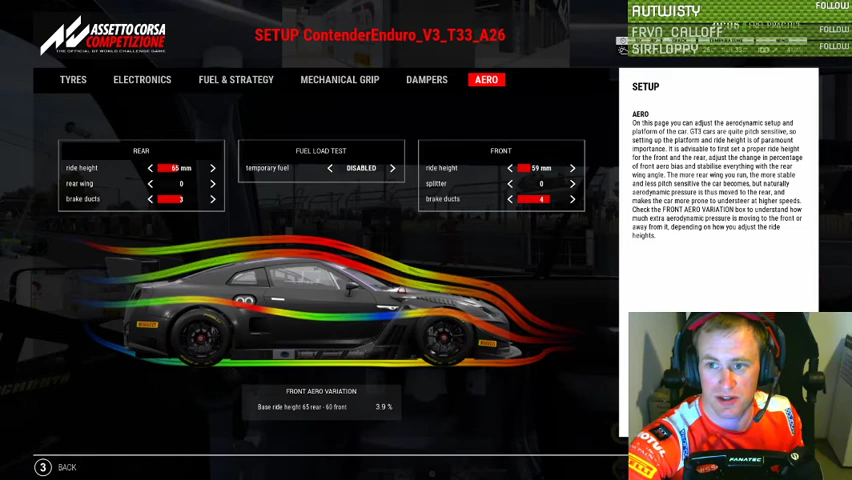 AUTWISTY
FOLLOW
FRVN_CALLOFF
FOLLOW
SIRFLOPPY
FOLLOW
ASSETTO CORSA
COMPETIZIONE
THE OFFICIAL GT WORLD CHALLENGE GAME
SETUP ContenderEnduro_V3_T33_A26
TYRES
ELECTRONICS
FUEL & STRATEGY
MECHANICAL GRIP
DAMPERS
AERO
SETUP
AERO
On this page you can adjust the aerodynamic setup and
platform of the car. GT3 cars are quite pitch sensitive, so
setting up the platform and ride height is of paramount
importance. It is advisable to first set a proper ride height
for the front and the rear, adjust the change in percentage
of front aero bias and stabilise everything with the rear
wing angle. The more rear wing you run, the more stable
and less pitch sensitive the car becomes, but naturally
aerodynamic pressure is thus moved to the rear, and
makes the car more prone to understeer at higher speeds.
Check the FRONT AERO VARIATION box to understand how
much extra aerodynamic pressure is moving to the front or
away from it, depending on how you adjust the ride
heights.
REAR
ride height 65 mm
rear wing 0
brake ducts 3
FUEL LOAD TEST
temporary fuel DISABLED
FRONT
ride height 59 mm
splitter 0
brake ducts 4
FRONT AERO VARIATION
Base ride height 65 rear - 60 front 3.9 %
3 BACK
MOTUL
PIRELLI
FANATEC